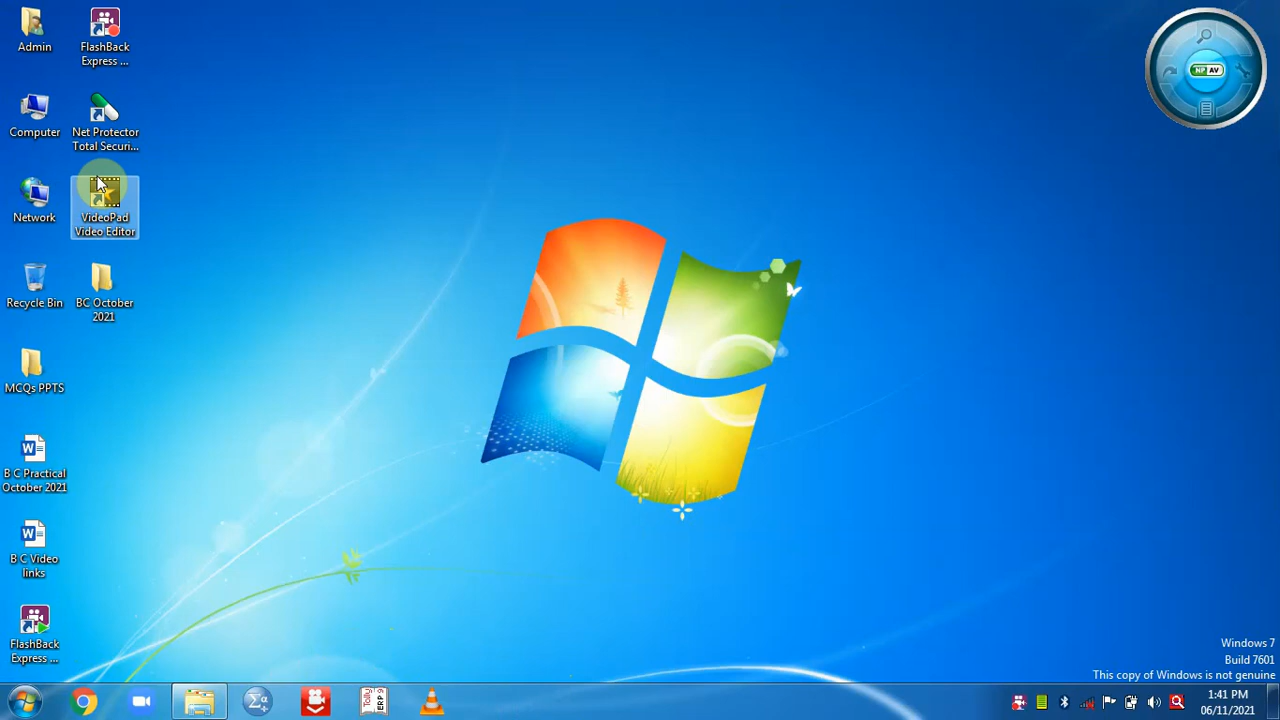 Admin
FlashBack
Express ...
Computer
Net Protector
Total Securi...
Network
VideoPad
Video Editor
Recycle Bin
BC October
2021
MCQs PPTS
B C Practical
October 2021
B C Video
links
FlashBack
Express ...
NP AV
Windows 7
Build 7601
This copy of Windows is not genuine
1:41 PM
06/11/2021